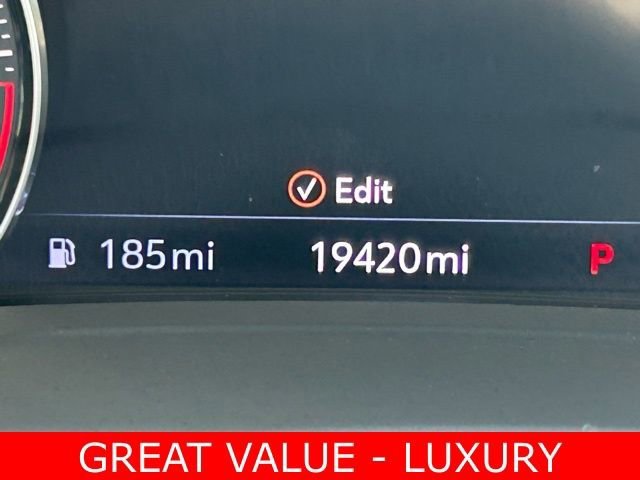 Edit
185mi 19420mi P
GREAT VALUE - LUXURY